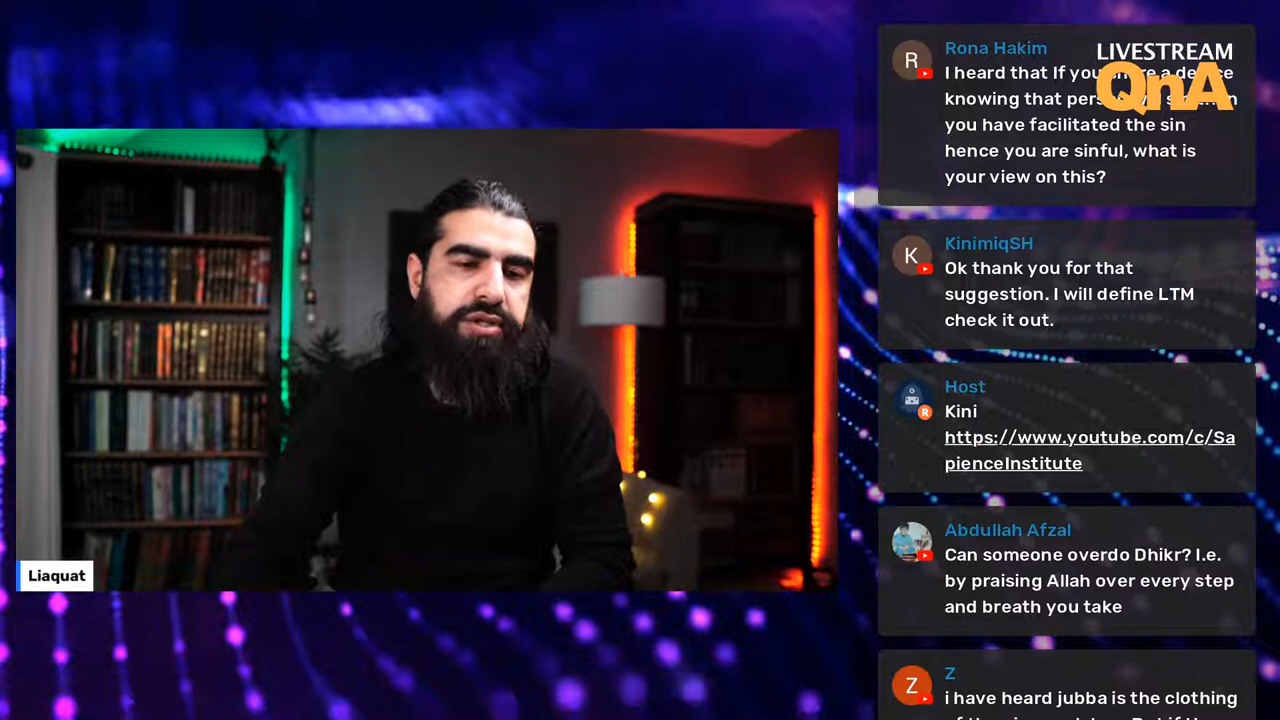 Liaquat
LIVESTREAM
QnA
Rona Hakim
I heard that If you
knowing that
you have facilitated the sin
hence you are sinful, what is
your view on this?
KinimiqSH
Ok thank you for that
suggestion. I will define LTM
check it out.
Host
Kini
https://www.youtube.com/c/Sa
pienceInstitute
Abdullah Afzal
Can someone overdo Dhikr? I.e.
by praising Allah over every step
and breath you take
Z
i have heard jubba is the clothing